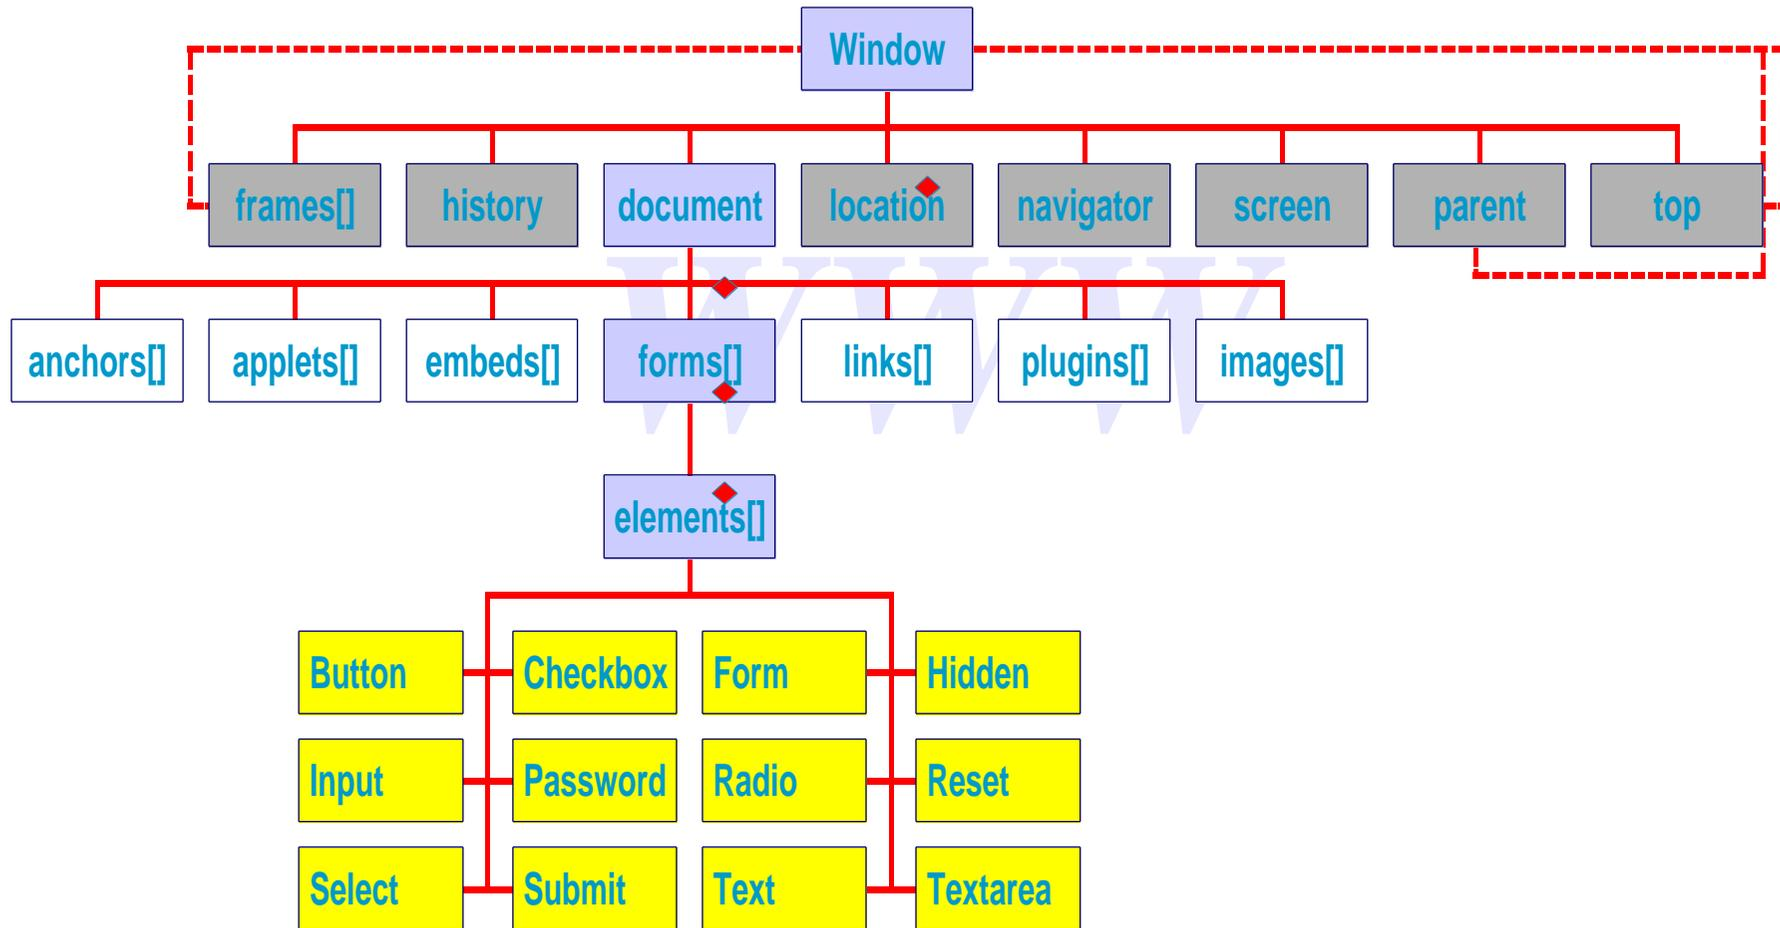 Window
frames[] history document location navigator screen parent top
WWW
anchors[] applets[] embeds[] forms[] links[] plugins[] images[]
elements[]
Button Checkbox Form Hidden
Input Password Radio Reset
Select Submit Text Textarea